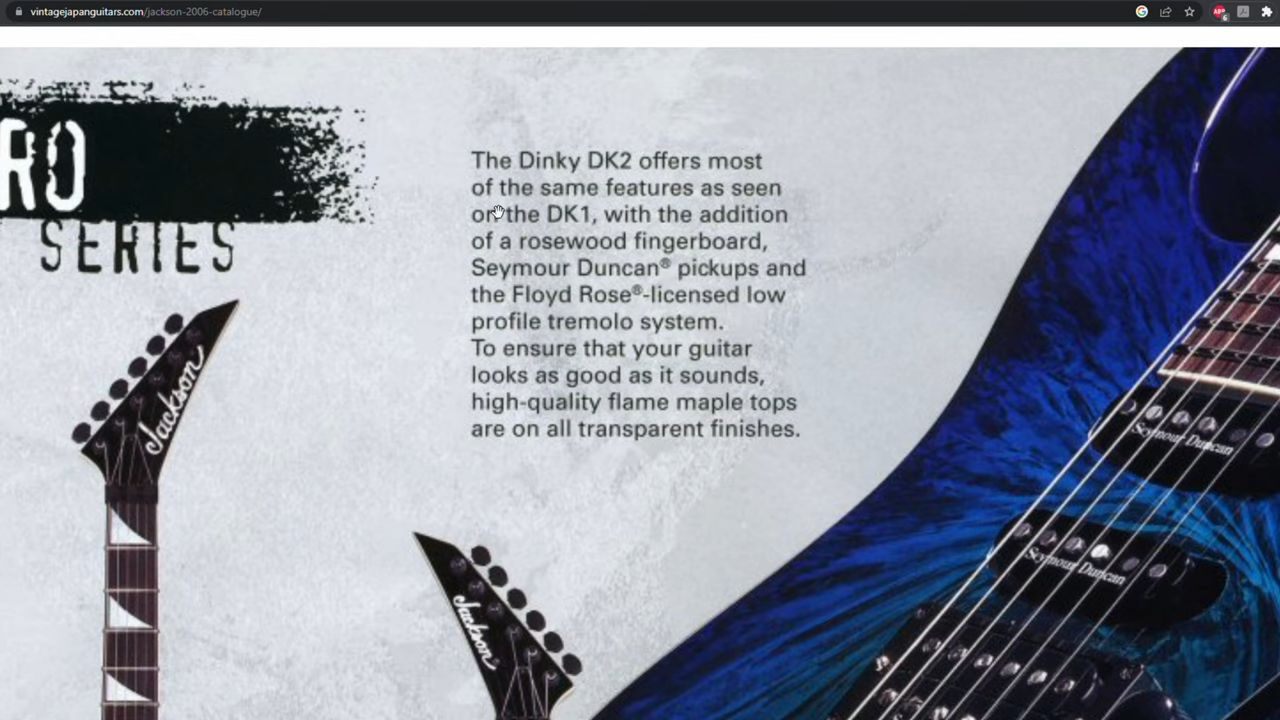 vintagejapanguitars.com/jackson-2006-catalogue/
RO
SERIES
The Dinky DK2 offers most
of the same features as seen
on the DK1, with the addition
of a rosewood fingerboard,
Seymour Duncan® pickups and
the Floyd Rose®-licensed low
profile tremolo system.
To ensure that your guitar
looks as good as it sounds,
high-quality flame maple tops
are on all transparent finishes.
Jackson
Jackson
Seymour Duncan
Seymour Duncan